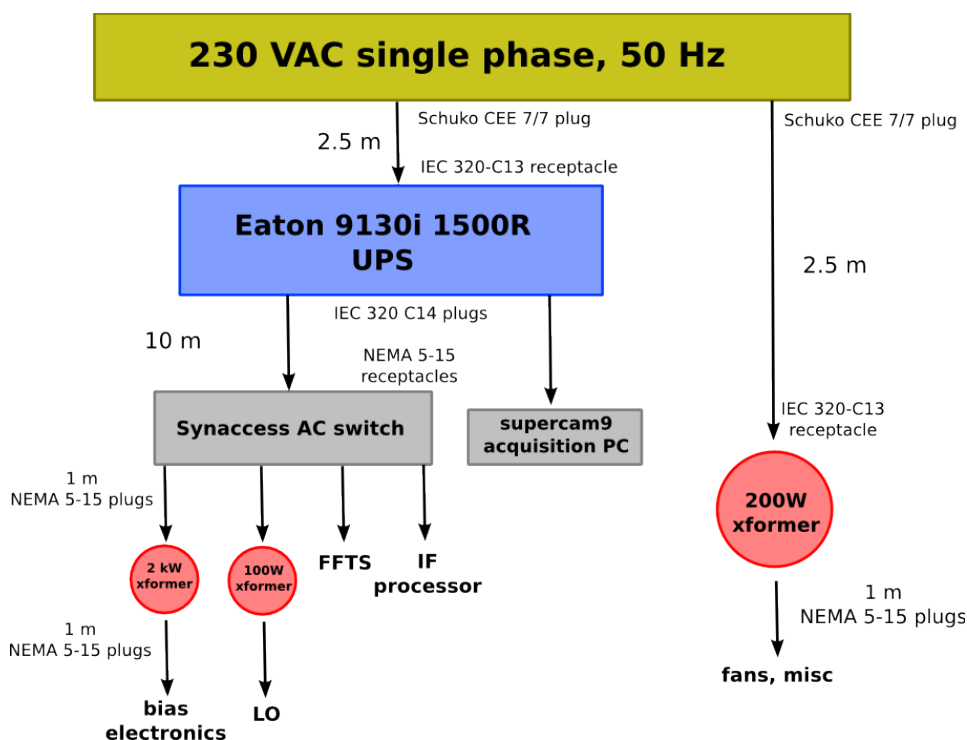 230 VAC single phase, 50 Hz
Schuko CEE 7/7 plug
Schuko CEE 7/7 plug
2.5 m
IEC 320-C13 receptacle
Eaton 9130i 1500R
UPS
2.5 m
IEC 320 C14 plugs
10 m
NEMA 5-15
receptacles
Synaccess AC switch
supercam9
acquisition PC
IEC 320-C13
receptacle
1 m
NEMA 5-15 plugs
200W
xformer
2 kW
xformer
100W
xformer
FFTS
IF
processor
1 m
NEMA 5-15 plugs
1 m
NEMA 5-15 plugs
fans, misc
bias
electronics
LO